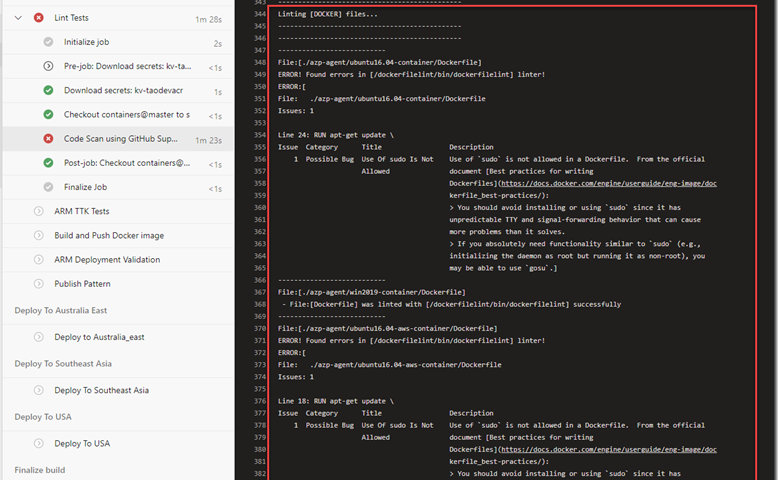 Lint Tests
1m 28s
Initialize job
2s
Pre-job: Download secrets: kv-ta...
<1s
Download secrets: kv-taodevacr
1s
Checkout containers@master to s
<1s
Code Scan using GitHub Sup...
1m 23s
Post-job: Checkout containers@...
<1s
Finalize Job
<1s
ARM TTK Tests
Build and Push Docker image
ARM Deployment Validation
Publish Pattern
Deploy To Australia East
Deploy to Australia_east
Deploy To Southeast Asia
Deploy To Southeast Asia
Deploy To USA
Deploy To USA
Finalize build
343 ----------------------------------------------
344 Linting [DOCKER] files...
345 ----------------------------------------------
346 ----------------------------------------------
347 ---------------------------
348 File:[./azp-agent/ubuntu16.04-container/Dockerfile]
349 ERROR! Found errors in [/dockerfilelint/bin/dockerfilelint] linter!
350 ERROR:[
351 File:   ./azp-agent/ubuntu16.04-container/Dockerfile
352 Issues: 1
353
354 Line 24: RUN apt-get update \
355 Issue  Category      Title                 Description
356     1  Possible Bug  Use Of sudo Is Not    Use of `sudo` is not allowed in a Dockerfile.  From the official
357                      Allowed               document [Best practices for writing
358                                            Dockerfiles](https://docs.docker.com/engine/userguide/eng-image/doc
359                                            kerfile_best-practices/):
360                                            > You should avoid installing or using `sudo` since it has
361                                            unpredictable TTY and signal-forwarding behavior that can cause
362                                            more problems than it solves.
363                                            > If you absolutely need functionality similar to `sudo` (e.g.,
364                                            initializing the daemon as root but running it as non-root), you
365                                            may be able to use `gosu`.]
366 ---------------------------
367 File:[./azp-agent/win2019-container/Dockerfile]
368  - File:[Dockerfile] was linted with [/dockerfilelint/bin/dockerfilelint] successfully
369 ---------------------------
370 File:[./azp-agent/ubuntu16.04-aws-container/Dockerfile]
371 ERROR! Found errors in [/dockerfilelint/bin/dockerfilelint] linter!
372 ERROR:[
373 File:   ./azp-agent/ubuntu16.04-aws-container/Dockerfile
374 Issues: 1
375
376 Line 18: RUN apt-get update \
377 Issue  Category      Title                 Description
378     1  Possible Bug  Use Of sudo Is Not    Use of `sudo` is not allowed in a Dockerfile.  From the official
379                      Allowed               document [Best practices for writing
380                                            Dockerfiles](https://docs.docker.com/engine/userguide/eng-image/doc
381                                            kerfile_best-practices/):
382                                            > You should avoid installing or using `sudo` since it has